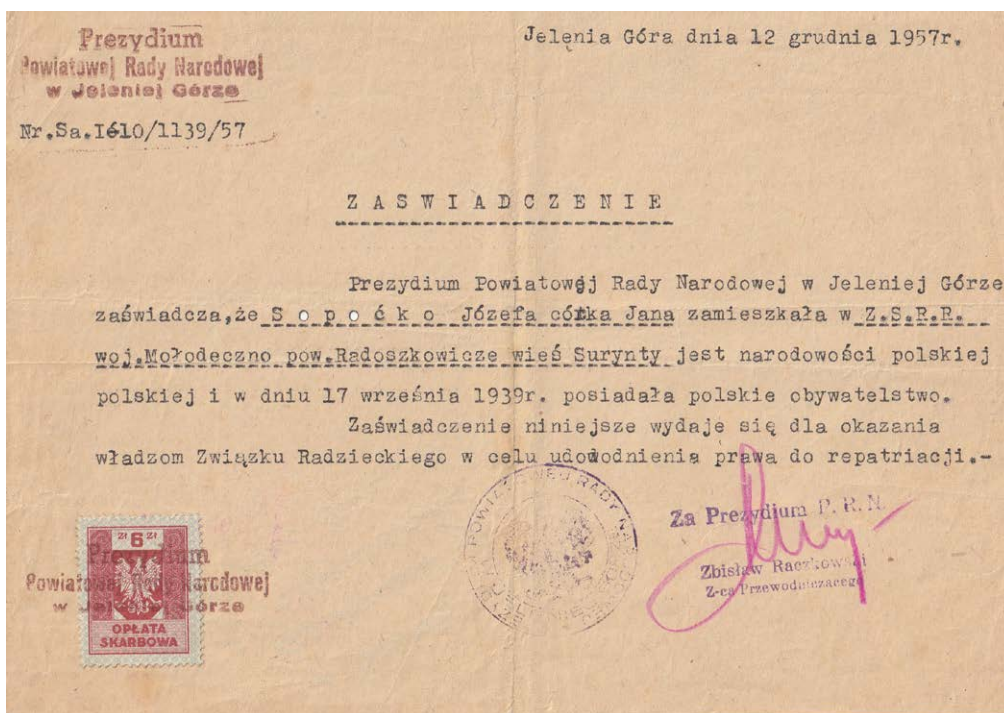 Prezydium
Powiatowej Rady Narodowej
w Jeleniej Górze
Jelenia Góra dnia 12 grudnia 1957r.
Nr.Sa.I610/1139/57
ZASWIADCZENIE
Prezydium Powiatowej Rady Narodowej w Jeleniej Górze
zaświadcza,że Sopoćko Józefa córka Jana zamieszkała w Z.S.R.R.
woj.Mołodeczno pow.Radoszkowicze wieś Surynty jest narodowości polskiej
polskiej i w dniu 17 września 1939r. posiadała polskie obywatelstwo.
Zaświadczenie niniejsze wydaje się dla okazania
władzom Związku Radzieckiego w celu udowodnienia prawa do repatriacji.-
Za Prezydium P. R. N.
Zbisław Raczkowski
Z-ca Przewodniczącego
POWIATOWEJ RADY
zł 6 zł
Prezydium
Powiatowej Rady Narodowej
w Jeleniej Górze
OPŁATA
SKARBOWA